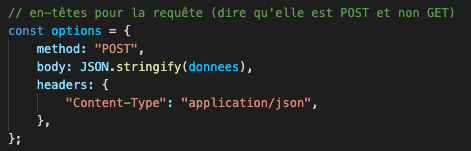 // en-têtes pour la requête (dire qu'elle est POST et non GET)
const options = {
    method: "POST",
    body: JSON.stringify(donnees),
    headers: {
        "Content-Type": "application/json",
    },
};